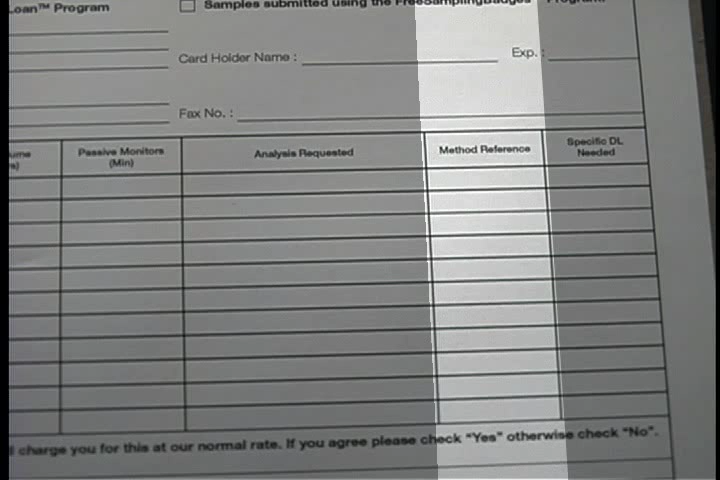 Loan™ Program
Samples submitted using the FreeSamplingBadges
Program.
Card Holder Name :
Exp. :
Fax No. :
Passive Monitors
(Min)
Analysis Requested
Method Reference
Specific DL
Needed
charge you for this at our normal rate. If you agree please check “Yes” otherwise check “No”.